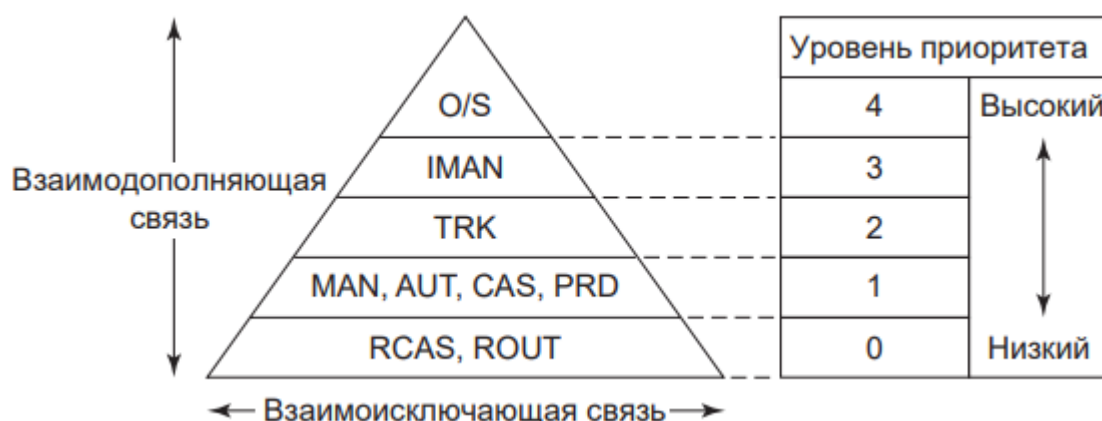 Уровень приоритета
O/S
4
Высокий
IMAN
3
Взаимодополняющая
связь
TRK
2
MAN, AUT, CAS, PRD
1
RCAS, ROUT
0
Низкий
Взаимоисключающая связь